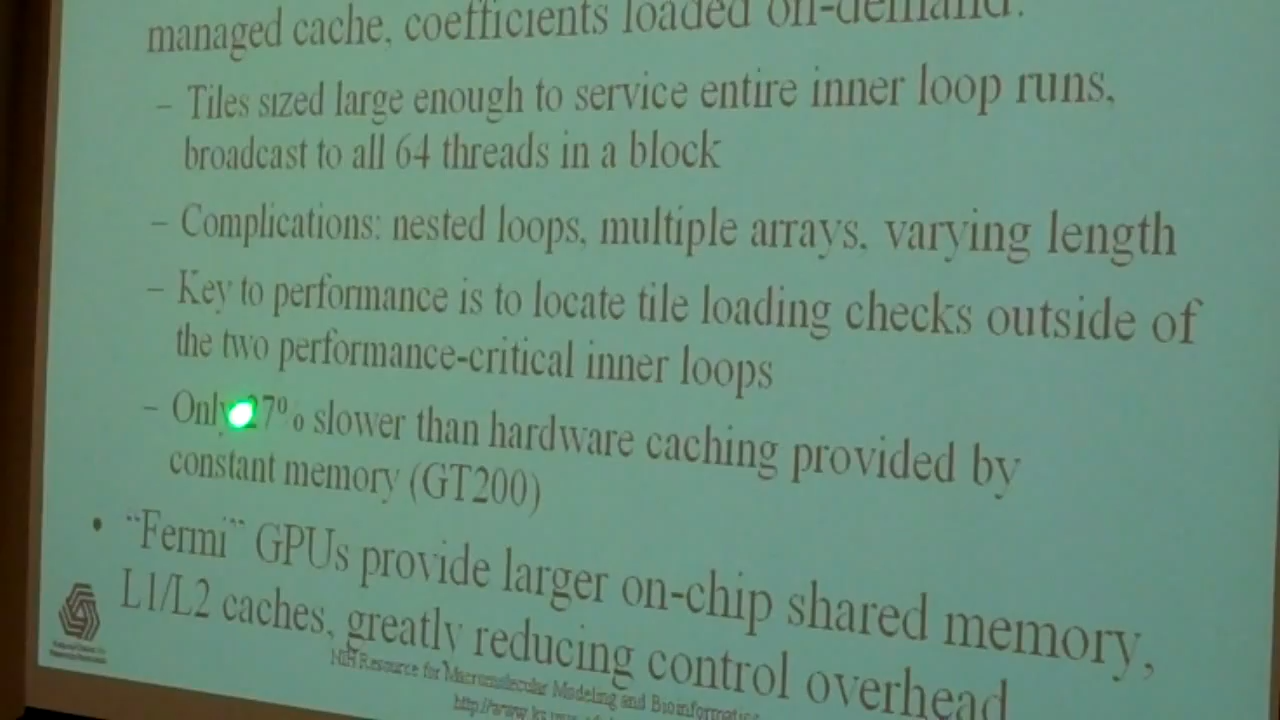 managed cache, coefficients loaded on-demand:
– Tiles sized large enough to service entire inner loop runs,
broadcast to all 64 threads in a block
– Complications: nested loops, multiple arrays, varying length
– Key to performance is to locate tile loading checks outside of
the two performance-critical inner loops
– Only 27% slower than hardware caching provided by
constant memory (GT200)
• "Fermi" GPUs provide larger on-chip shared memory,
L1/L2 caches, greatly reducing control overhead
NIH Resource for Macromolecular Modeling and Bioinformatics
http://www.ks